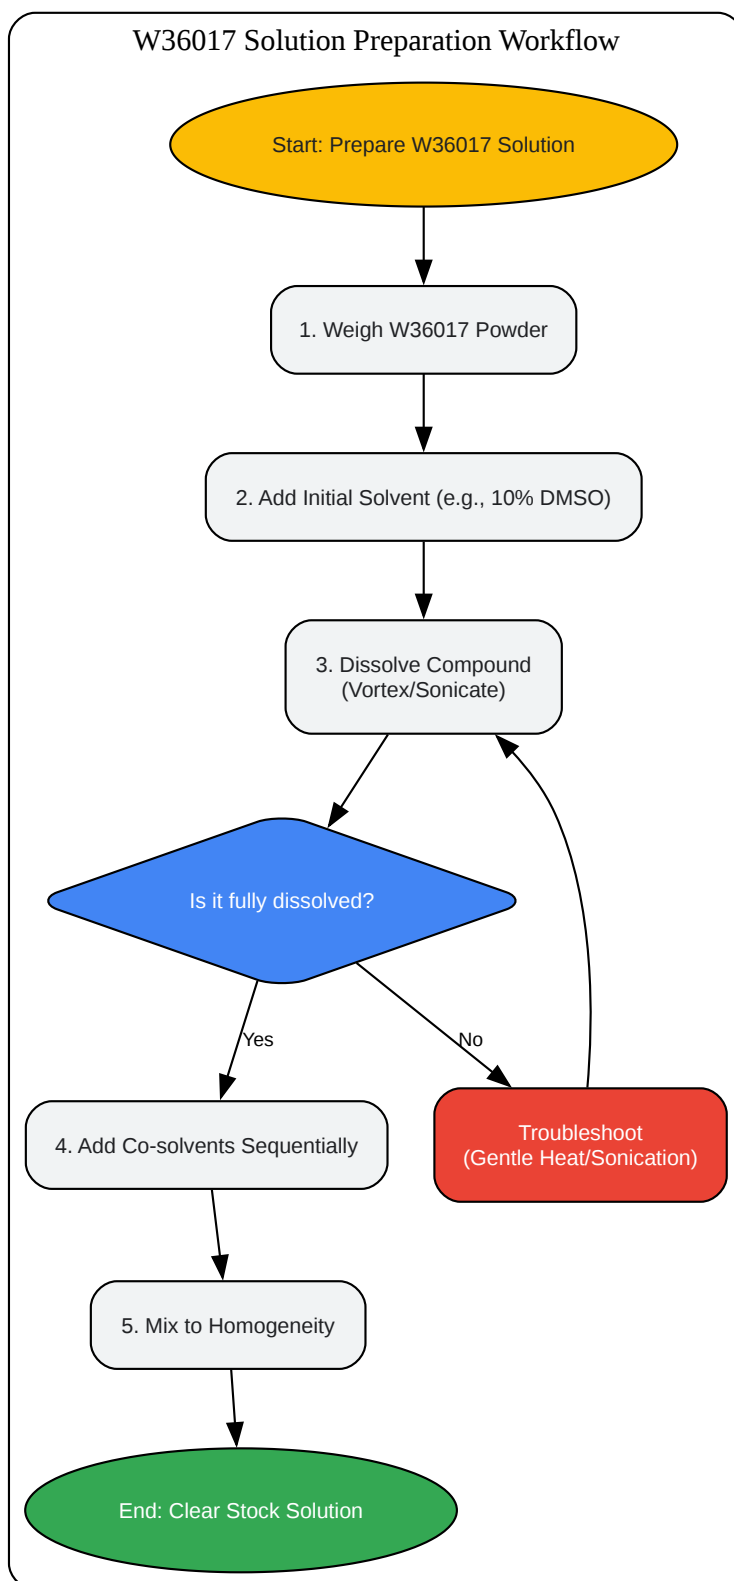 W36017 Solution Preparation Workflow
Start: Prepare W36017 Solution
1. Weigh W36017 Powder
2. Add Initial Solvent (e.g., 10% DMSO)
3. Dissolve Compound
(Vortex/Sonicate)
Is it fully dissolved?
Yes
No
4. Add Co-solvents Sequentially
Troubleshoot
(Gentle Heat/Sonication)
5. Mix to Homogeneity
End: Clear Stock Solution